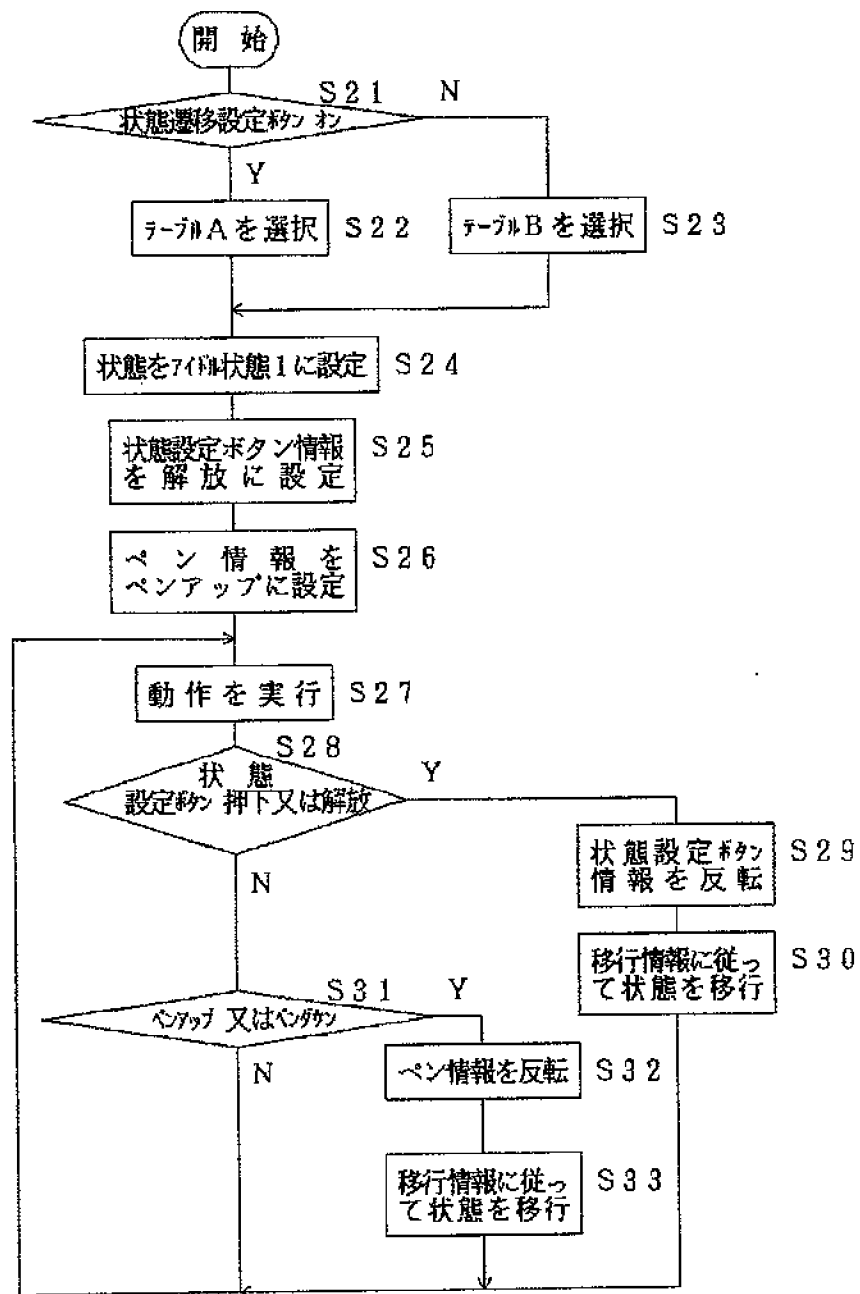 開始
S21
N
状態遷移設定ボタン オン
Y
テーブルAを選択
S22
テーブルBを選択
S23
状態をアイドル状態1に設定
S24
状態設定ボタン情報
を解放に設定
S25
ペン情報を
ペンアップに設定
S26
動作を実行
S27
S28
状態
設定ボタン 押下又は解放
Y
N
状態設定ボタン
情報を反転
S29
移行情報に従っ
て状態を移行
S30
S31
Y
ペンアップ 又はペンダウン
N
ペン情報を反転
S32
移行情報に従っ
て状態を移行
S33